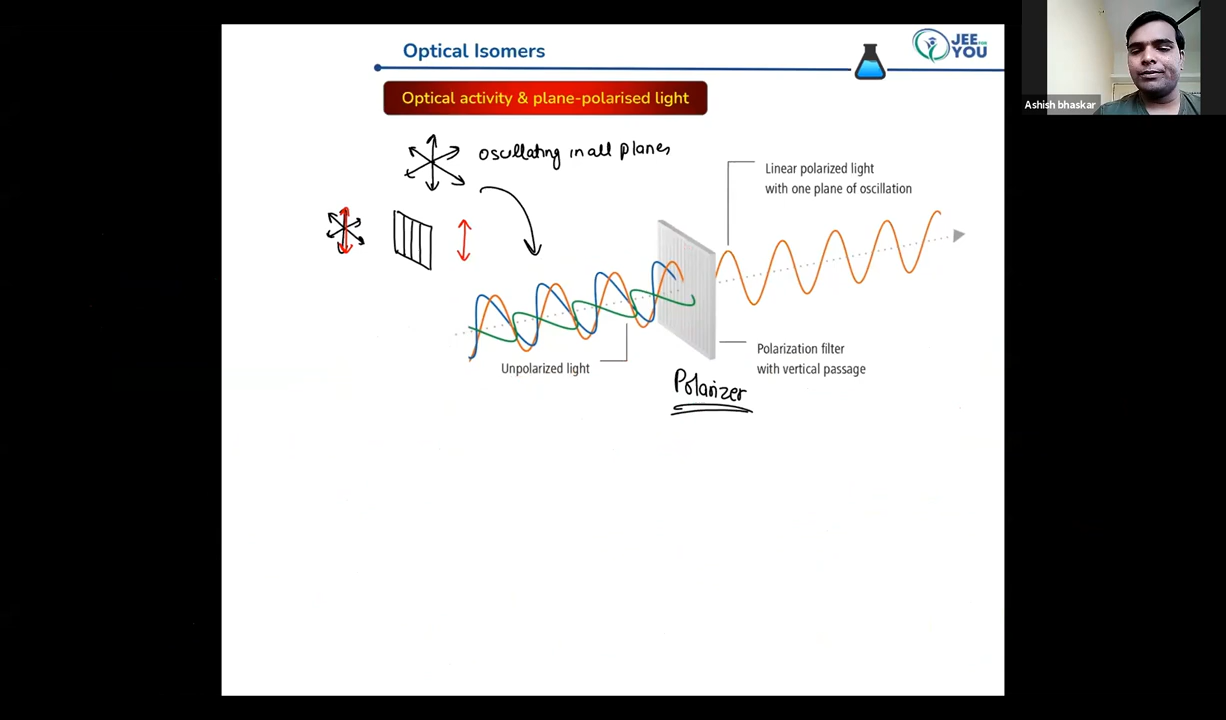 Optical Isomers
JEE FOR
YOU
Ashish bhaskar
Optical activity & plane-polarised light
oscillating in all planes
Linear polarized light
with one plane of oscillation
Unpolarized light
Polarization filter
with vertical passage
Polarizer